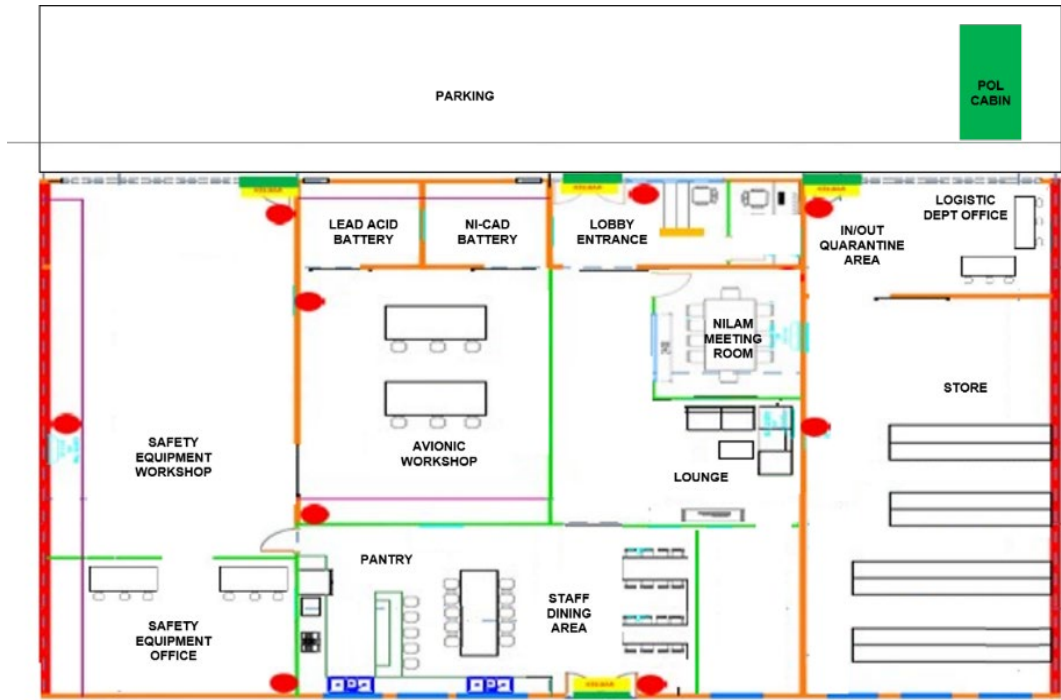 PARKING
POL
CABIN
LEAD ACID
BATTERY
NI-CAD
BATTERY
LOBBY
ENTRANCE
LOGISTIC
DEPT OFFICE
IN/OUT
QUARANTINE
AREA
NILAM
MEETING
ROOM
STORE
SAFETY
EQUIPMENT
WORKSHOP
AVIONIC
WORKSHOP
LOUNGE
PANTRY
STAFF
DINING
AREA
SAFETY
EQUIPMENT
OFFICE